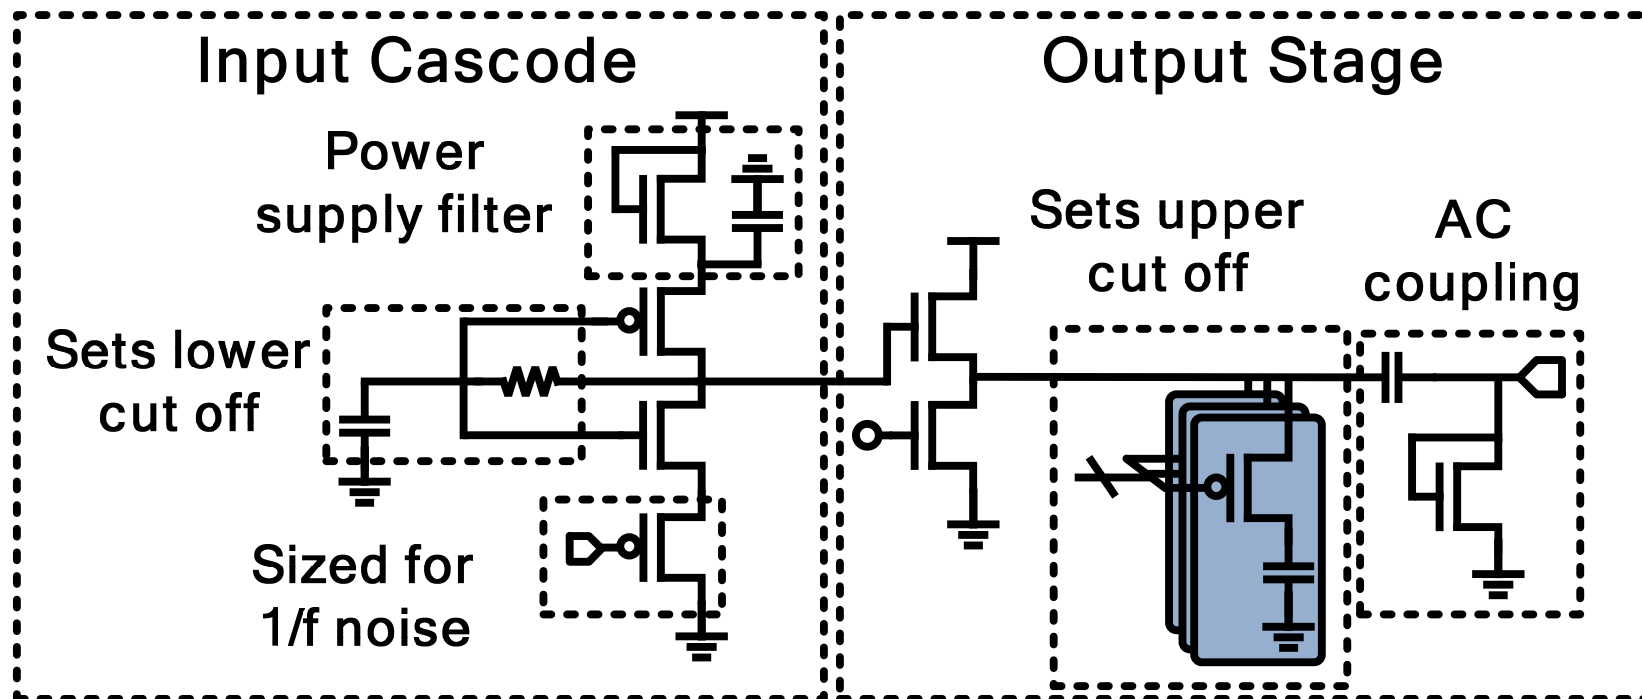 Input Cascode
Output Stage
Power
supply filter
Sets lower
cut off
Sized for
1/f noise
Sets upper
cut off
AC
coupling